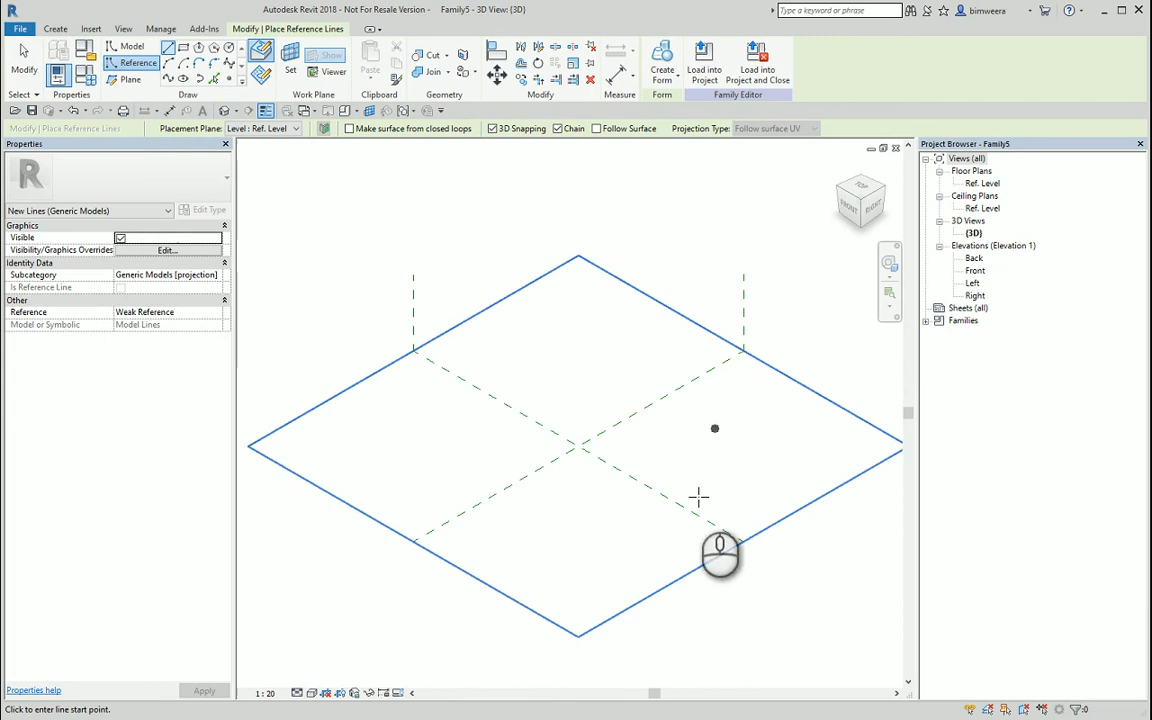 Autodesk Revit 2018 - Not For Resale Version - Family5 - 3D View: {3D}
Type a keyword or phrase
bimweera
File Create Insert View Manage Add-Ins Modify | Place Reference Lines
Modify
Model
Reference
Plane
Set
Show
Viewer
Paste
Cut
Join
Create Form
Load into Project
Load into Project and Close
Select Properties Draw Work Plane Clipboard Geometry Modify Measure Form Family Editor
Modify | Place Reference Lines Placement Plane: Level : Ref. Level Make surface from closed loops 3D Snapping Chain Follow Surface Projection Type: Follow surface UV
Properties
New Lines (Generic Models) Edit Type
Graphics
Visible
Visibility/Graphics Overrides Edit...
Identity Data
Subcategory Generic Models [projection]
Is Reference Line
Other
Reference Weak Reference
Model or Symbolic Model Lines
Properties help Apply
TOP
FRONT RIGHT
Project Browser - Family5
Views (all)
Floor Plans
Ref. Level
Ceiling Plans
Ref. Level
3D Views
{3D}
Elevations (Elevation 1)
Back
Front
Left
Right
Sheets (all)
Families
1 : 20
Click to enter line start point. :0